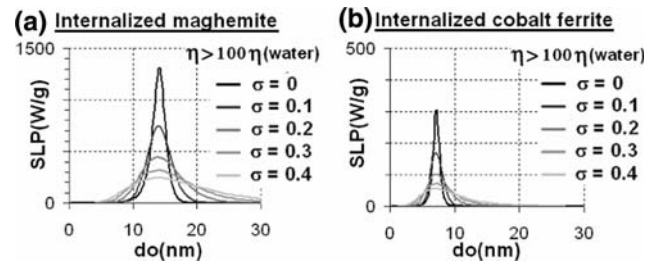 (a) Internalized maghemite
1500
η > 100 η(water)
σ = 0
σ = 0.1
σ = 0.2
σ = 0.3
σ = 0.4
SLP(W/g)
0
0 10 20 30
do(nm)
(b) Internalized cobalt ferrite
500
η > 100 η(water)
σ = 0
σ = 0.1
σ = 0.2
σ = 0.3
σ = 0.4
SLP(W/g)
0
0 10 20 30
do(nm)